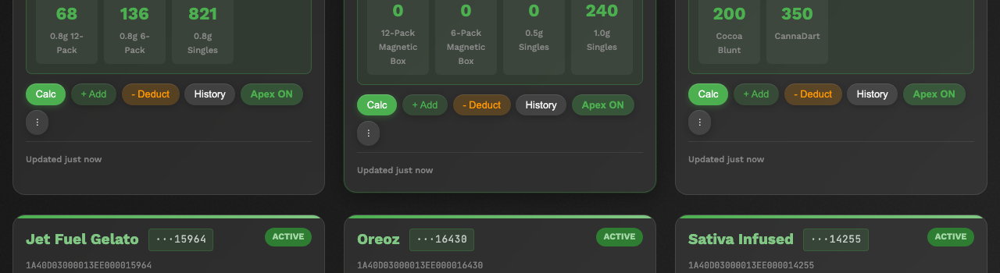 68 136 821
0.8g 12- 0.8g 6- 0.8g
Pack Pack Singles
Calc + Add - Deduct History Apex ON
⋮
Updated just now
0 0 0 240
12-Pack 6-Pack 0.5g 1.0g
Magnetic Magnetic Singles Singles
Box Box
Calc + Add - Deduct History Apex ON
⋮
Updated just now
200 350
Cocoa CannaDart
Blunt
Calc + Add - Deduct History Apex ON
⋮
Updated just now
Jet Fuel Gelato ···15964 ACTIVE
1A40D03000013EE000015964
Oreoz ···16430 ACTIVE
1A40D03000013EE000016430
Sativa Infused ···14255 ACTIVE
1A40D03000013EE000014255